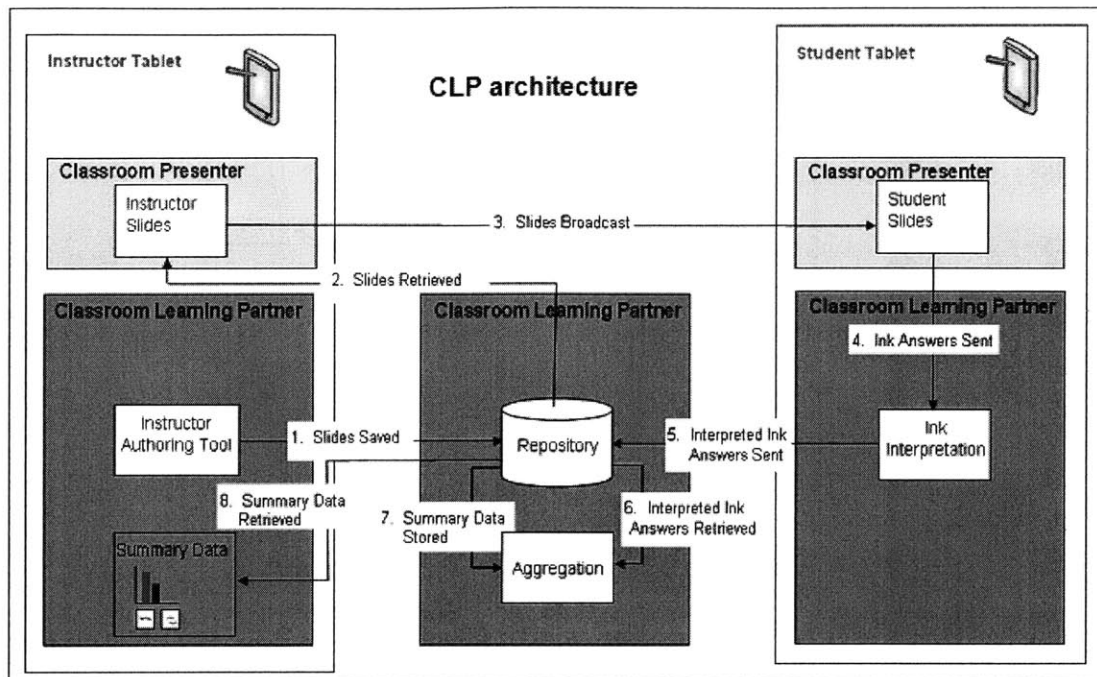 Instructor Tablet
Student Tablet
CLP architecture
Classroom Presenter
Instructor
Slides
3. Slides Broadcast
Classroom Presenter
Student
Slides
2. Slides Retrieved
Classroom Learning Partner
Classroom Learning Partner
Classroom Learning Partner
4. Ink Answers Sent
Instructor
Authoring Tool
1. Slides Saved
Repository
5. Interpreted Ink
Answers Sent
Ink
Interpretation
8. Summary Data
Retrieved
7. Summary Data
Stored
6. Interpreted Ink
Answers Retrieved
Summary Data
Aggregation